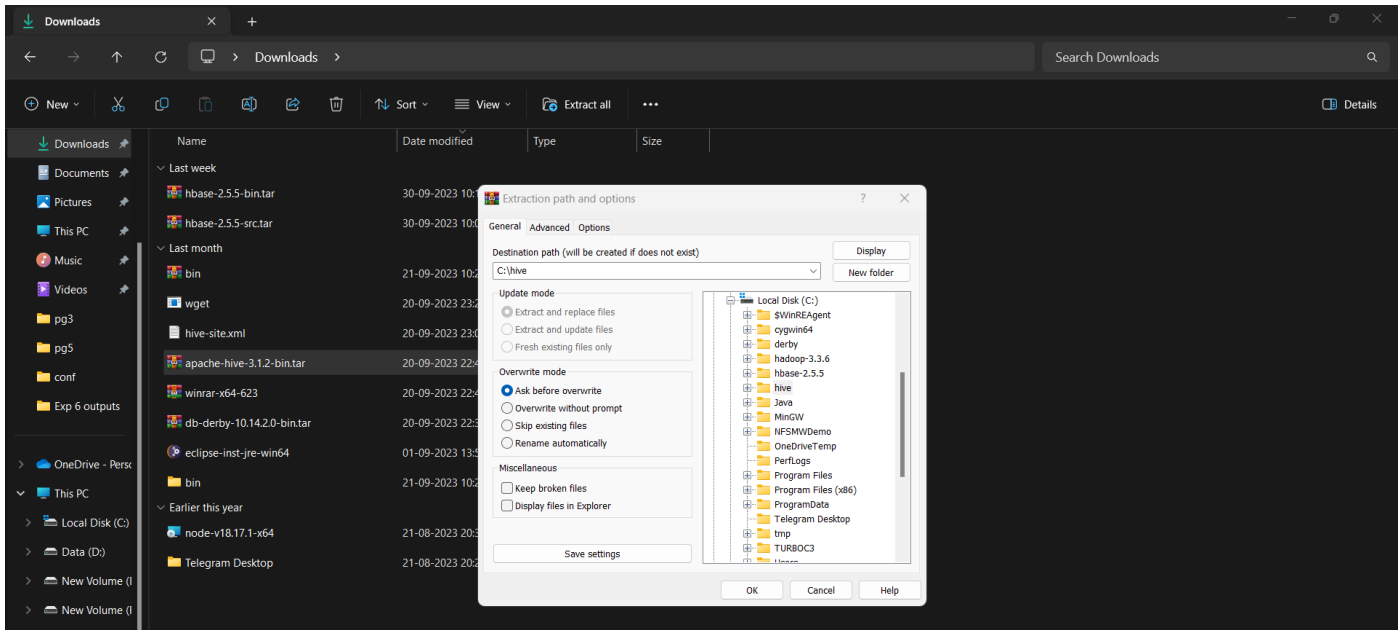 Downloads
Downloads
Search Downloads
New
Sort
View
Extract all
Details
Downloads
Documents
Pictures
This PC
Music
Videos
pg3
pg5
conf
Exp 6 outputs
OneDrive - Perso
This PC
Local Disk (C:)
Data (D:)
New Volume (
New Volume (
Name Date modified Type Size
Last week
hbase-2.5.5-bin.tar 30-09-2023 10:1
hbase-2.5.5-src.tar 30-09-2023 10:0
Last month
bin 21-09-2023 10:2
wget 20-09-2023 23:2
hive-site.xml 20-09-2023 23:0
apache-hive-3.1.2-bin.tar 20-09-2023 22:4
winrar-x64-623 20-09-2023 22:4
db-derby-10.14.2.0-bin.tar 20-09-2023 22:3
eclipse-inst-jre-win64 01-09-2023 13:5
bin 21-09-2023 10:2
Earlier this year
node-v18.17.1-x64 21-08-2023 20:3
Telegram Desktop 21-08-2023 20:2
Extraction path and options
General Advanced Options
Destination path (will be created if does not exist)
C:\hive
Display
New folder
Update mode
Extract and replace files
Extract and update files
Fresh existing files only
Overwrite mode
Ask before overwrite
Overwrite without prompt
Skip existing files
Rename automatically
Miscellaneous
Keep broken files
Display files in Explorer
Save settings
Local Disk (C:)
$WinREAgent
cygwin64
derby
hadoop-3.3.6
hbase-2.5.5
hive
Java
MinGW
NFSMWDemo
OneDriveTemp
PerfLogs
Program Files
Program Files (x86)
ProgramData
Telegram Desktop
tmp
TURBOC3
Users
OK Cancel Help